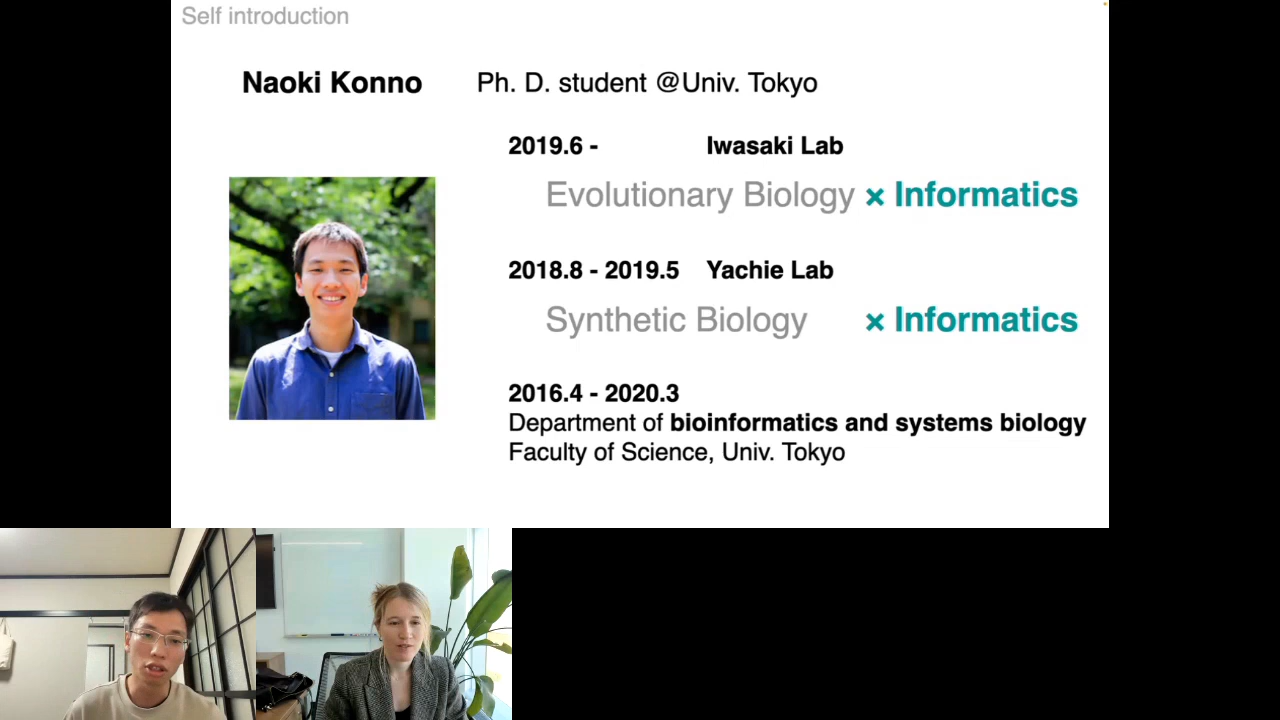 Self introduction
Naoki Konno Ph. D. student @Univ. Tokyo
2019.6 - Iwasaki Lab
Evolutionary Biology × Informatics
2018.8 - 2019.5 Yachie Lab
Synthetic Biology × Informatics
2016.4 - 2020.3
Department of bioinformatics and systems biology
Faculty of Science, Univ. Tokyo